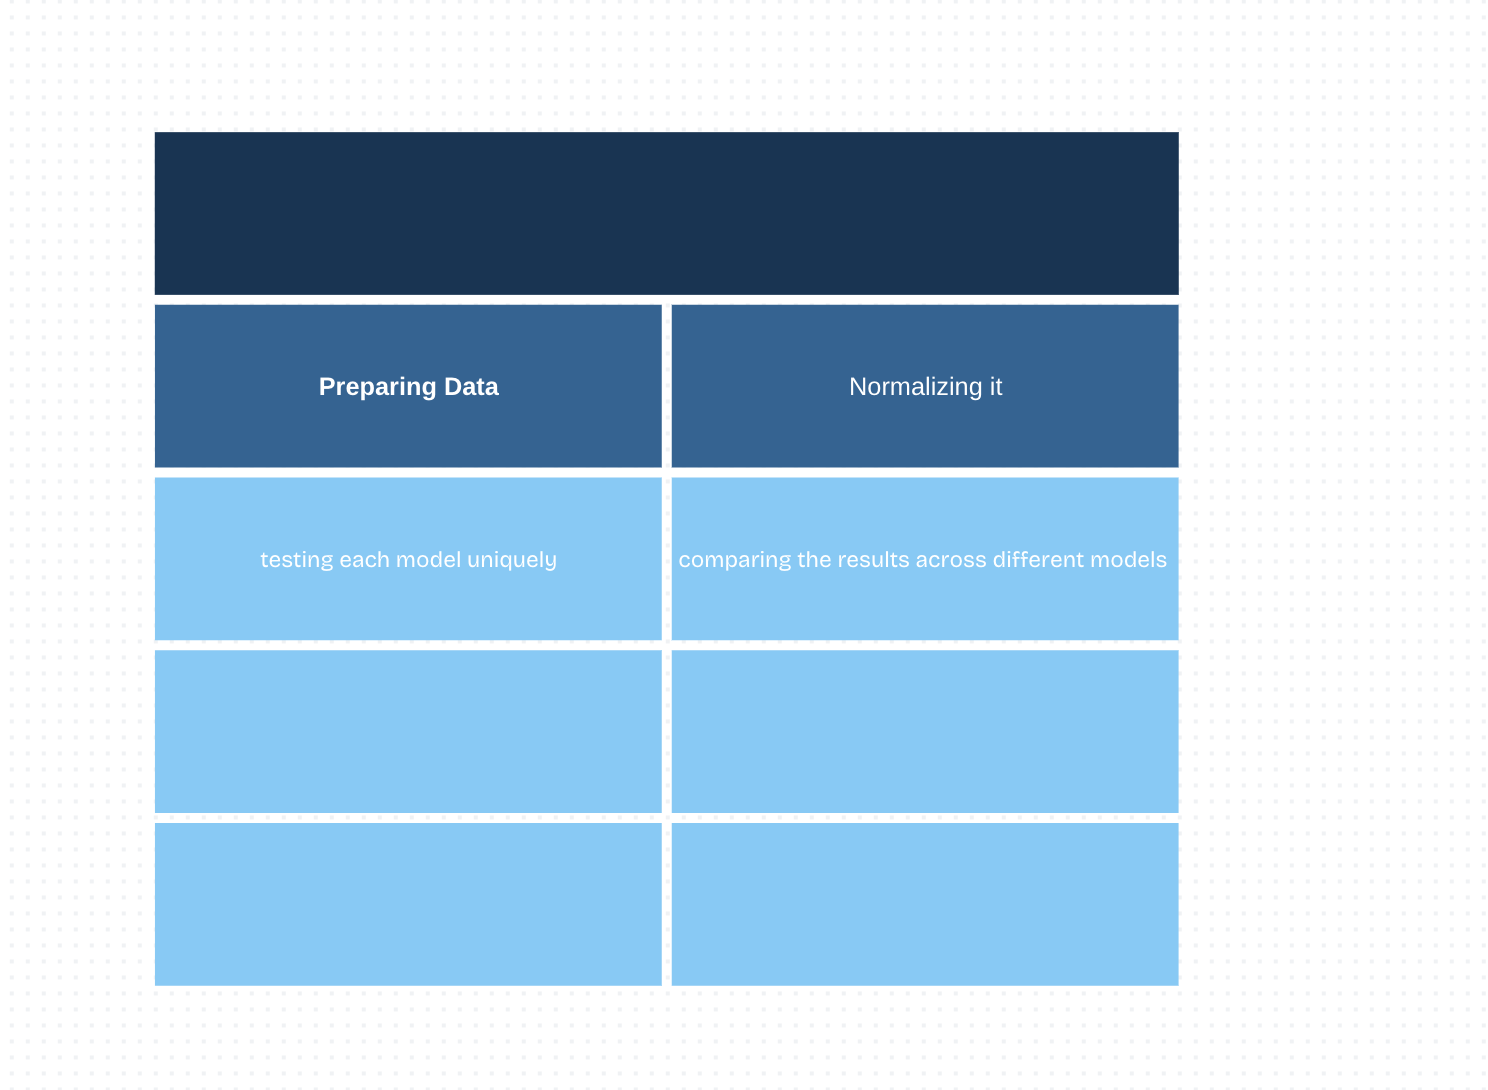 Preparing Data
Normalizing it
testing each model uniquely
comparing the results across different models